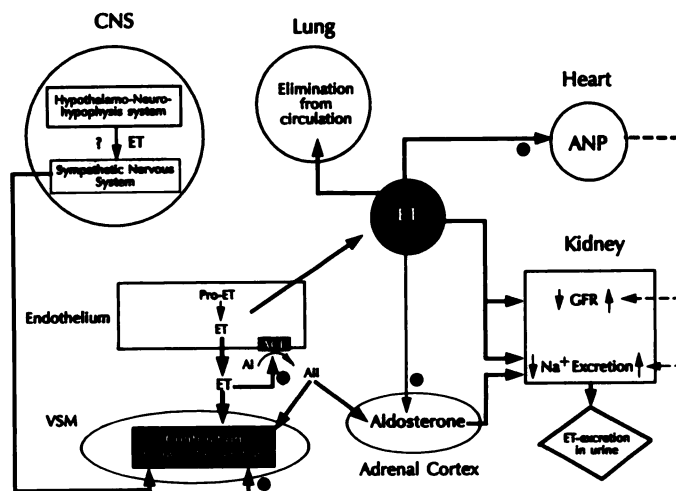 CNS
Hypothalamo-Neuro-
hypophysis system
?
ET
Sympathetic Nervous
System
Lung
Elimination
from
circulation
Heart
ANP
ET
Kidney
GFR
Na+ Excretion
ET-excretion
in
urine
Endothelium
Pro-ET
ET
AI
AII
ET
VSM
Aldosterone
Adrenal Cortex